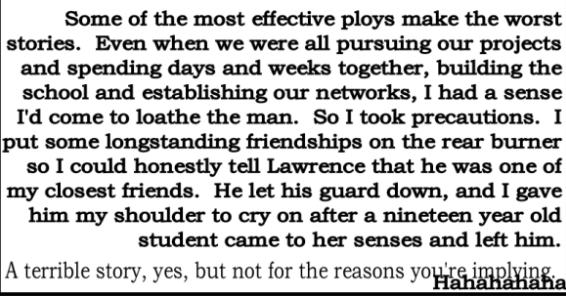 Some of the most effective ploys make the worst
stories. Even when we were all pursuing our projects
and spending days and weeks together, building the
school and establishing our networks, I had a sense
I'd come to loathe the man. So I took precautions. I
put some longstanding friendships on the rear burner
so I could honestly tell Lawrence that he was one of
my closest friends. He let his guard down, and I gave
him my shoulder to cry on after a nineteen year old
student came to her senses and left him.
A terrible story, yes, but not for the reasons you're implying.
Hahahahaha